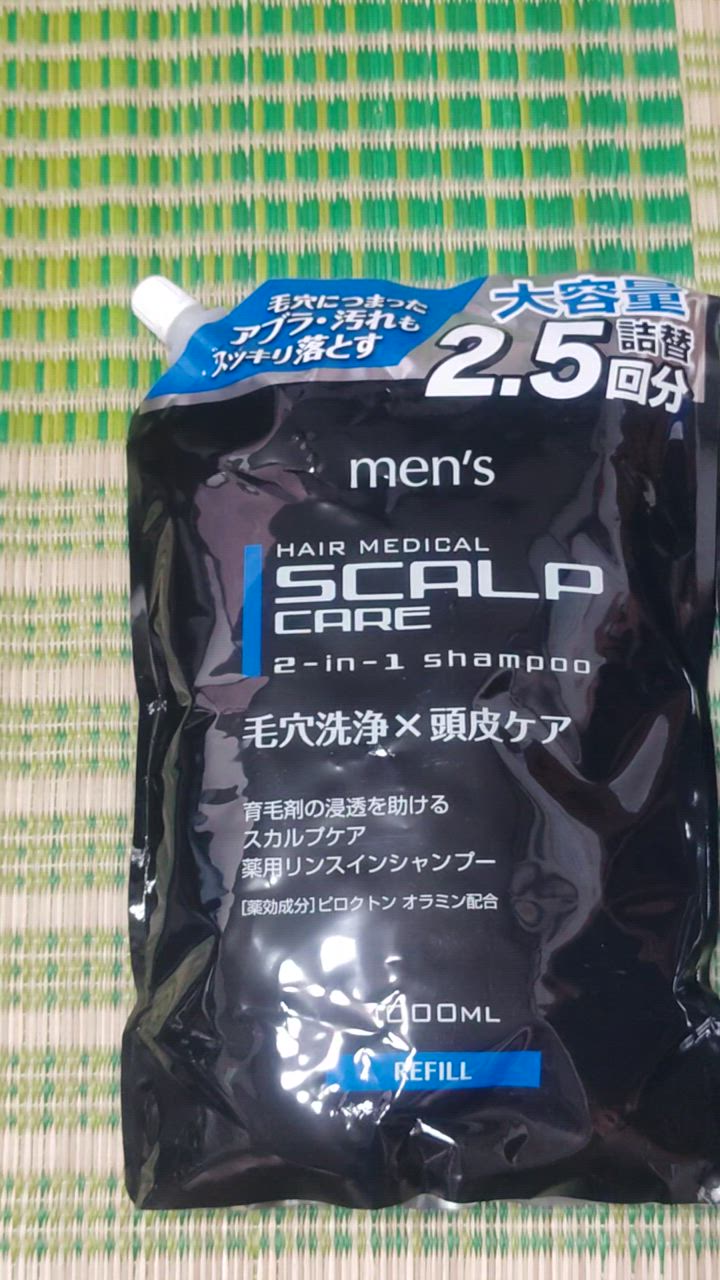 毛穴につまった
アブラ・汚れも
スッキリ落とす
大容量
2.5
詰替
回分
men's
HAIR MEDICAL
SCALP
CARE
2-in-1 shampoo
毛穴洗浄×頭皮ケア
育毛剤の浸透を助ける
スカルプケア
薬用リンスインシャンプー
[薬効成分]ピロクトン オラミン配合
1000ML
REFILL